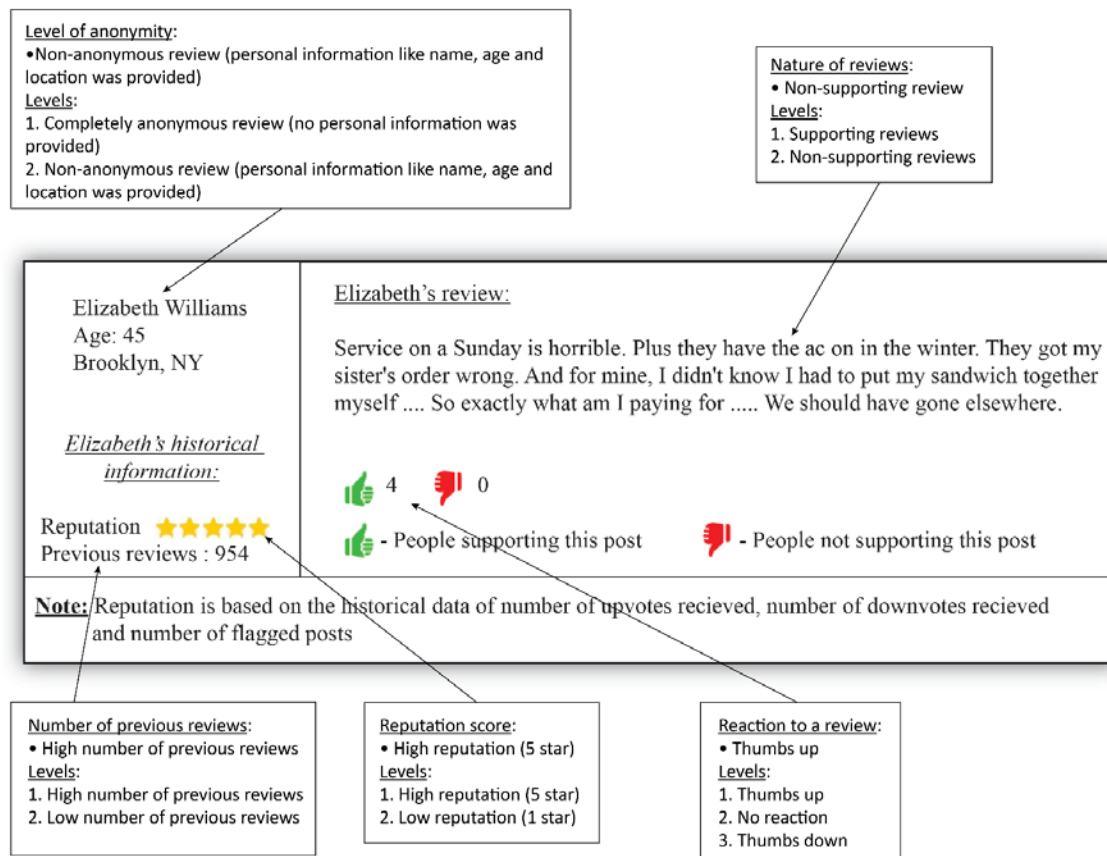 Level of anonymity:
•Non-anonymous review (personal information like name, age and
location was provided)
Levels:
1. Completely anonymous review (no personal information was
provided)
2. Non-anonymous review (personal information like name, age and
location was provided)
Nature of reviews:
• Non-supporting review
Levels:
1. Supporting reviews
2. Non-supporting reviews
Elizabeth Williams
Age: 45
Brooklyn, NY
Elizabeth's historical
information:
Reputation
Previous reviews : 954
Elizabeth's review:
Service on a Sunday is horrible. Plus they have the ac on in the winter. They got my
sister's order wrong. And for mine, I didn't know I had to put my sandwich together
myself .... So exactly what am I paying for ..... We should have gone elsewhere.
4 0
- People supporting this post - People not supporting this post
Note: Reputation is based on the historical data of number of upvotes recieved, number of downvotes recieved
and number of flagged posts
Number of previous reviews:
• High number of previous reviews
Levels:
1. High number of previous reviews
2. Low number of previous reviews
Reputation score:
• High reputation (5 star)
Levels:
1. High reputation (5 star)
2. Low reputation (1 star)
Reaction to a review:
• Thumbs up
Levels:
1. Thumbs up
2. No reaction
3. Thumbs down